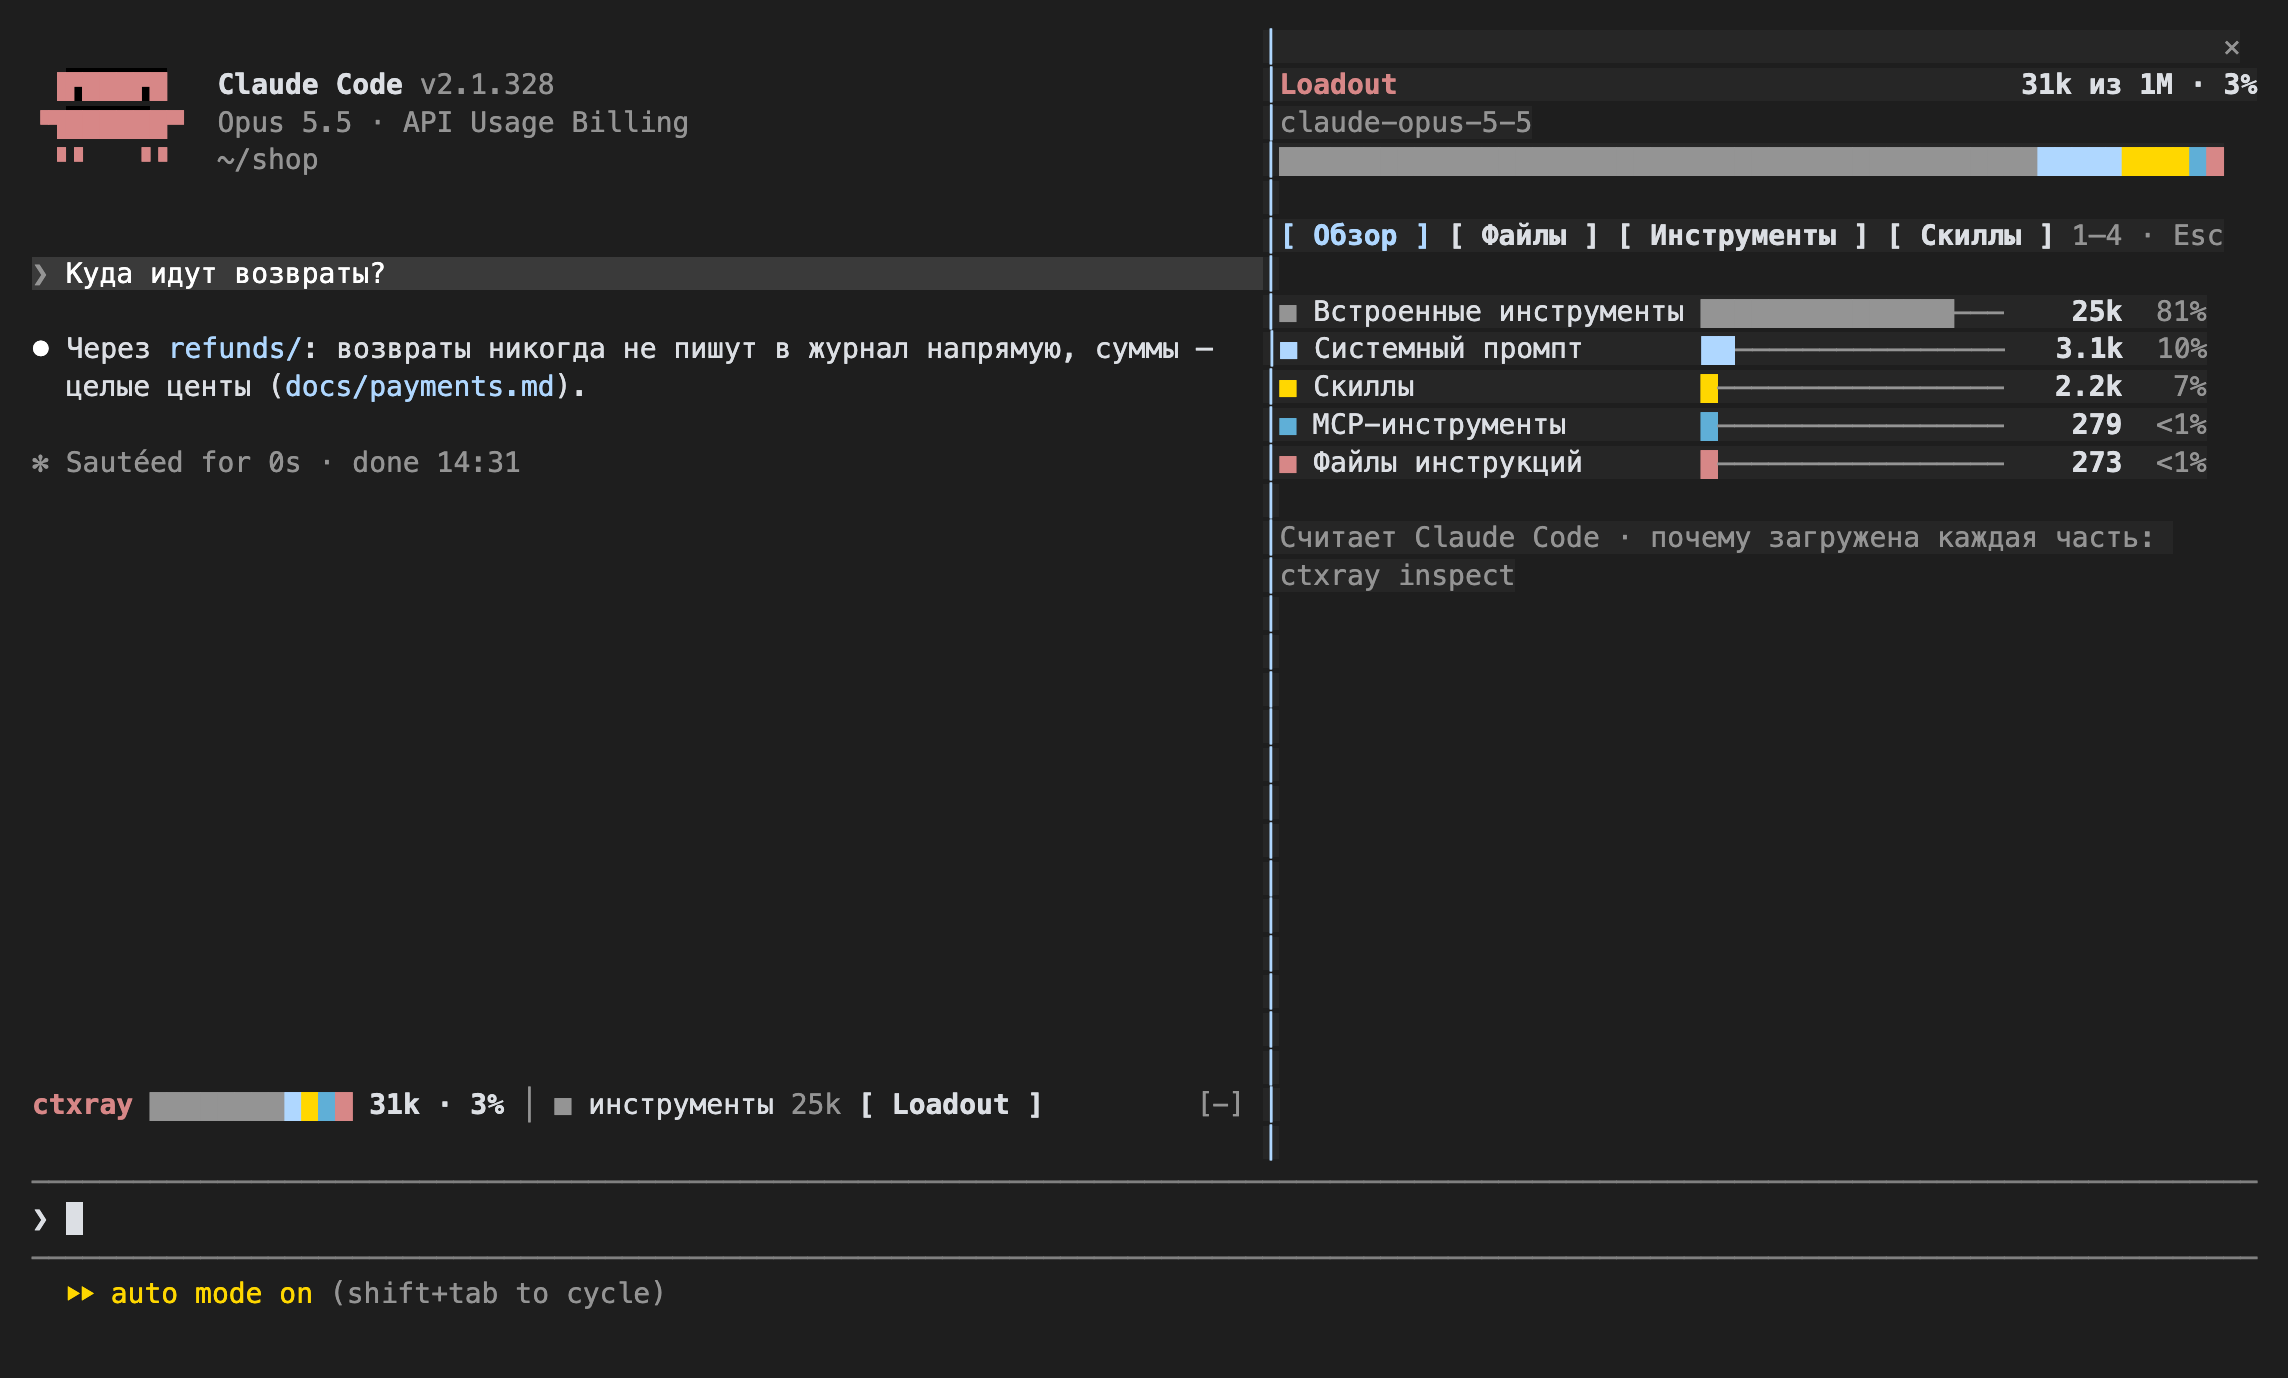 Claude Code v2.1.328
Opus 5.5 · API Usage Billing
~/shop
❯ Куда идут возвраты?
● Через refunds/: возвраты никогда не пишут в журнал напрямую, суммы —
целые центы (docs/payments.md).
✻ Sautéed for 0s · done 14:31
ctxray 31k · 3% │ ■ инструменты 25k [ Loadout ] [–]
❯
▸▸ auto mode on (shift+tab to cycle)
×
Loadout 31k из 1M · 3%
claude-opus-5-5
[ Обзор ] [ Файлы ] [ Инструменты ] [ Скиллы ] 1–4 · Esc
■ Встроенные инструменты 25k 81%
■ Системный промпт 3.1k 10%
■ Скиллы 2.2k 7%
■ MCP-инструменты 279 <1%
■ Файлы инструкций 273 <1%
Считает Claude Code · почему загружена каждая часть:
ctxray inspect